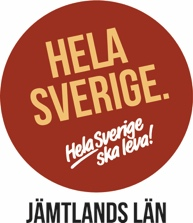 HELA
SVERIGE.
Hela Sverige
ska leva!
JÄMTLANDS LÄN